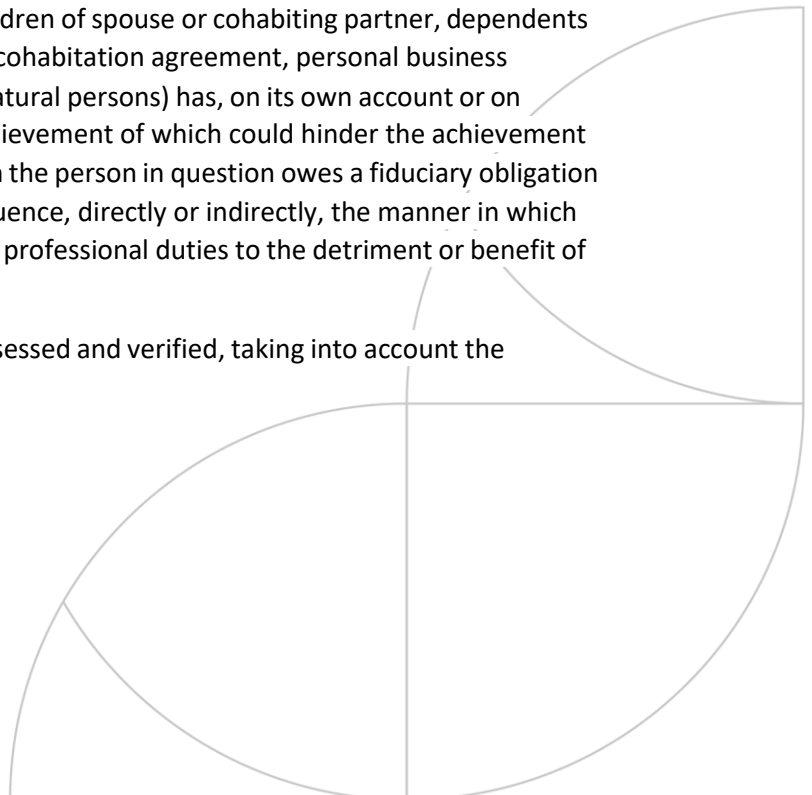 dren of spouse or cohabiting partner, dependents
cohabitation agreement, personal business
atural persons) has, on its own account or on
ievement of which could hinder the achievement
the person in question owes a fiduciary obligation
uence, directly or indirectly, the manner in which
professional duties to the detriment or benefit of
sessed and verified, taking into account the